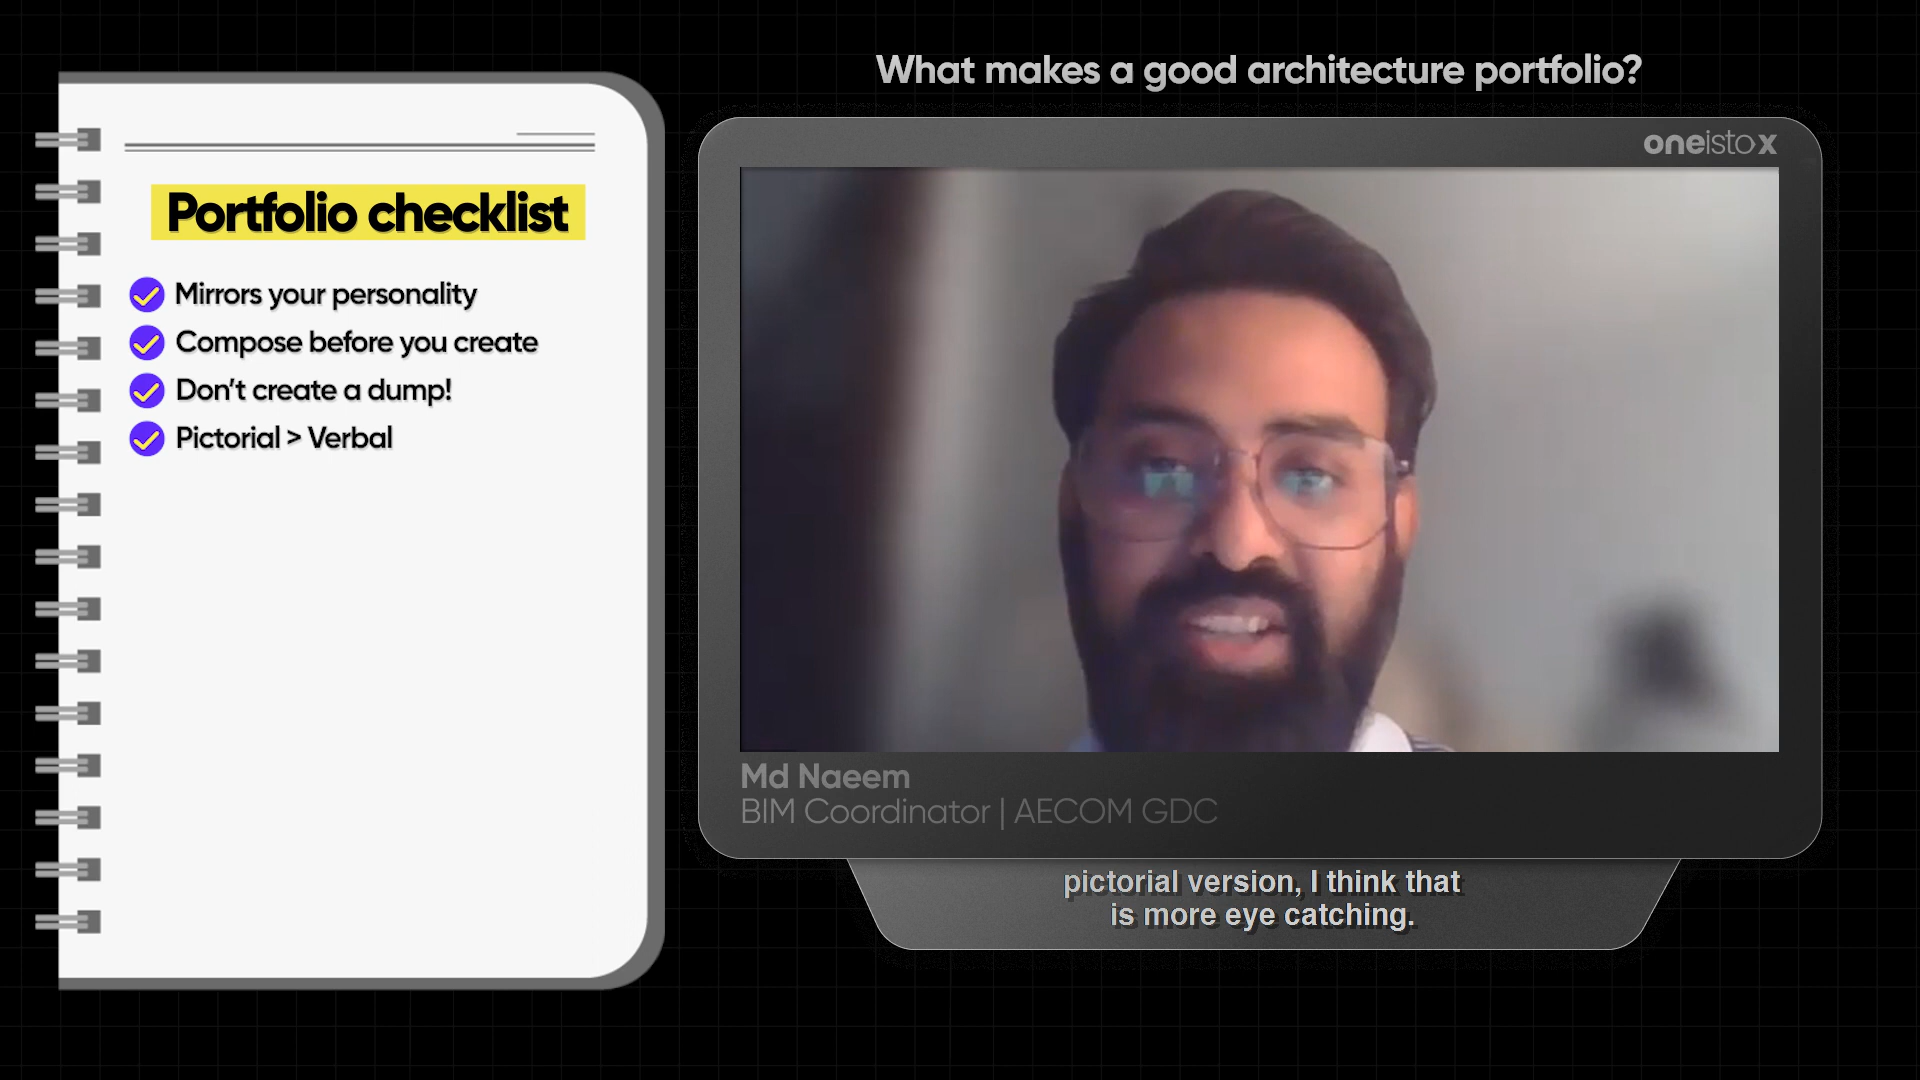 What makes a good architecture portfolio?
oneistox
Portfolio checklist
Mirrors your personality
Compose before you create
Don't create a dump!
Pictorial > Verbal
Md Naeem
BIM Coordinator | AECOM GDC
pictorial version, I think that
is more eye catching.